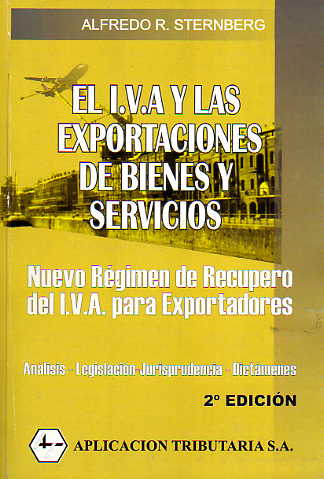 ALFREDO R. STERNBERG
EL I.V.A Y LAS
EXPORTACIONES
DE BIENES Y
SERVICIOS
Nuevo Régimen de Recupero
del I.V.A. para Exportadores
Análisis - Legislación-Jurisprudencia - Dictámenes
2º EDICIÓN
APLICACION TRIBUTARIA S.A.